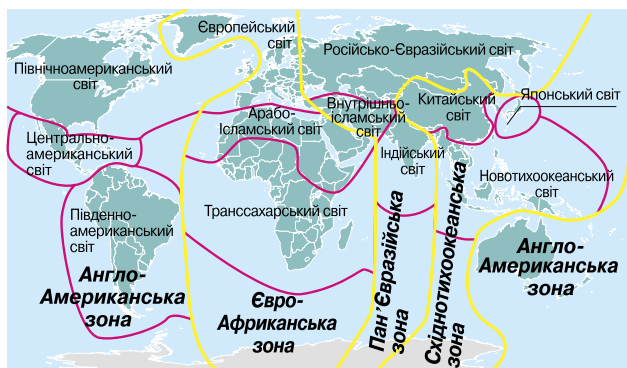 Європейський
світ
Російсько-Євразійський світ
Північноамериканський
світ
Японський світ
Внутрішньо-
ісламський
світ
Китайський
світ
Арабо-
Ісламський світ
Центрально-
американський
світ
Індійський
світ
Новотихоокеанський
світ
Південно-
американський
світ
Транссахарський світ
Англо-
Американська
зона
Євро-
Африканська
зона
Пан’Євразійська
зона
Східнотихоокеанська
зона
Англо-
Американська
зона